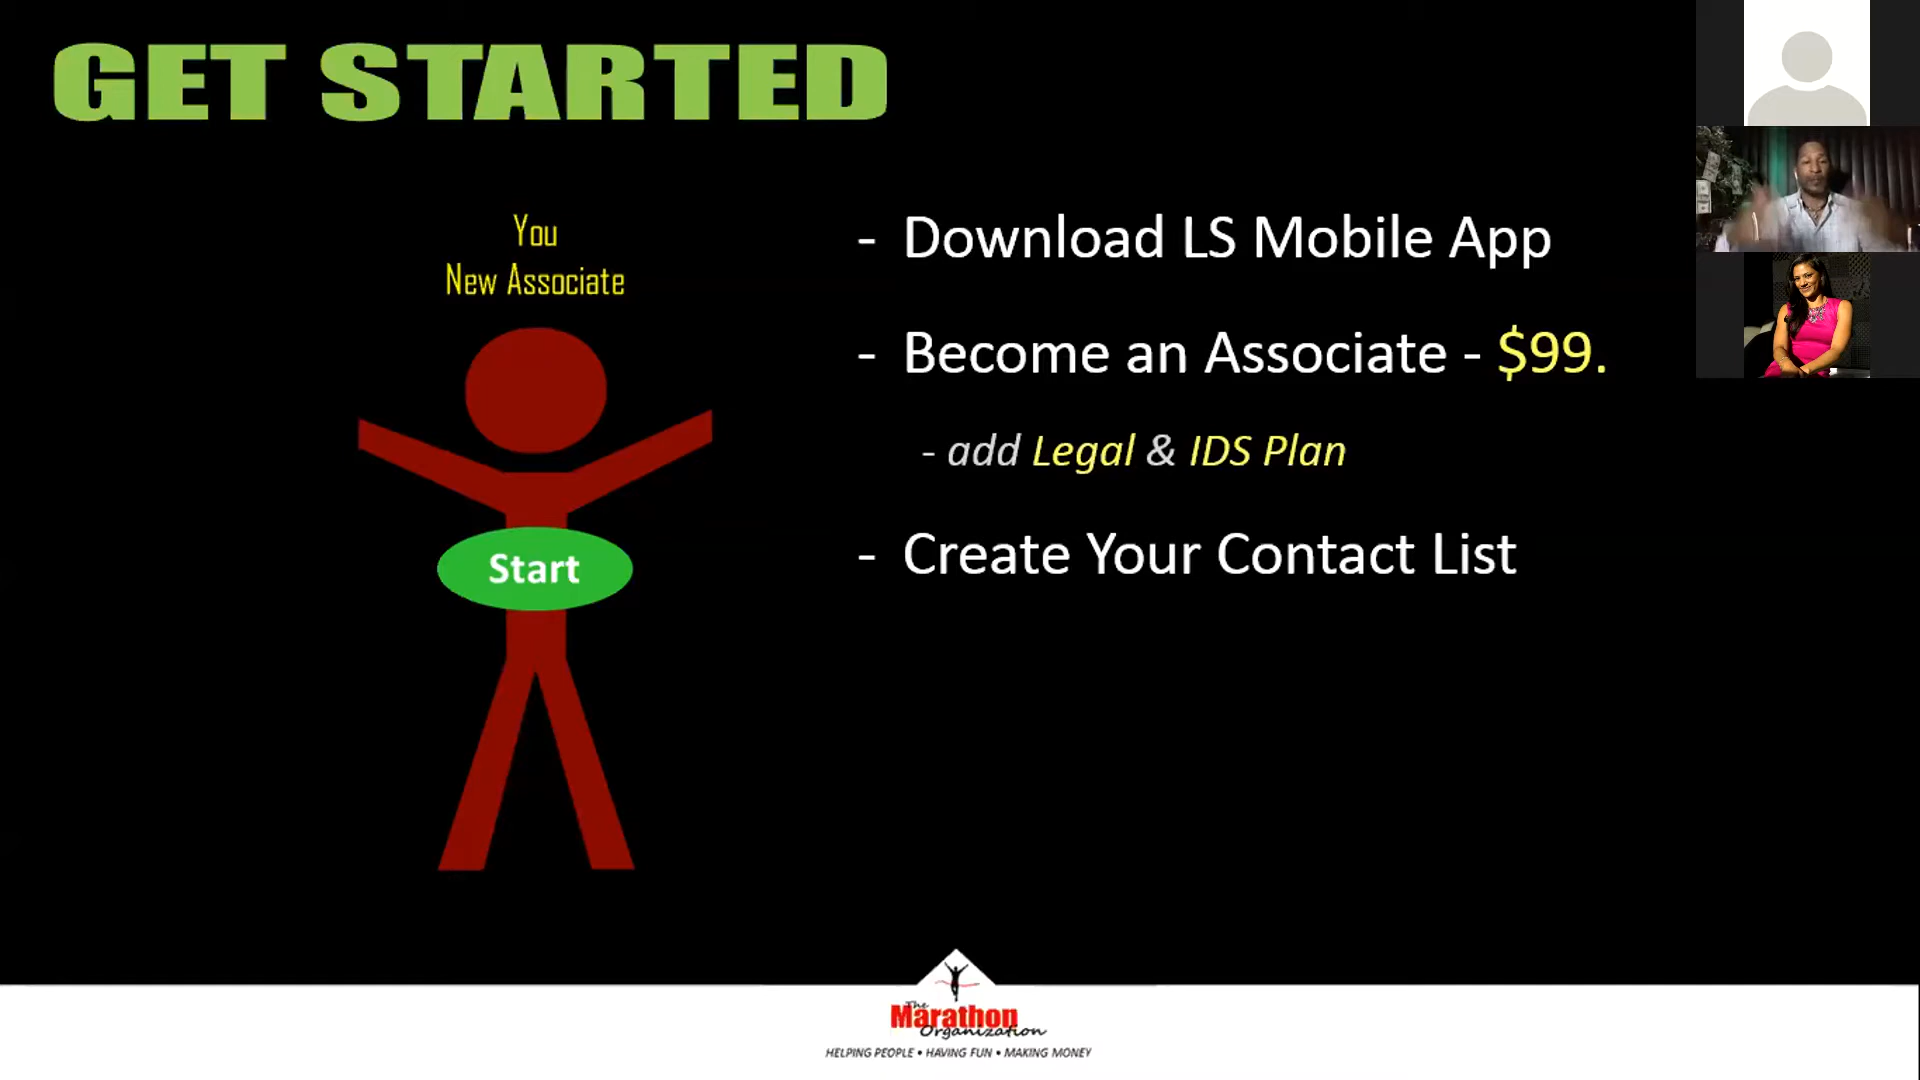 GET STARTED
You
New Associate
Start
- Download LS Mobile App
- Become an Associate - $99.
- add Legal & IDS Plan
- Create Your Contact List
The
Marathon
Organization
HELPING PEOPLE • HAVING FUN • MAKING MONEY